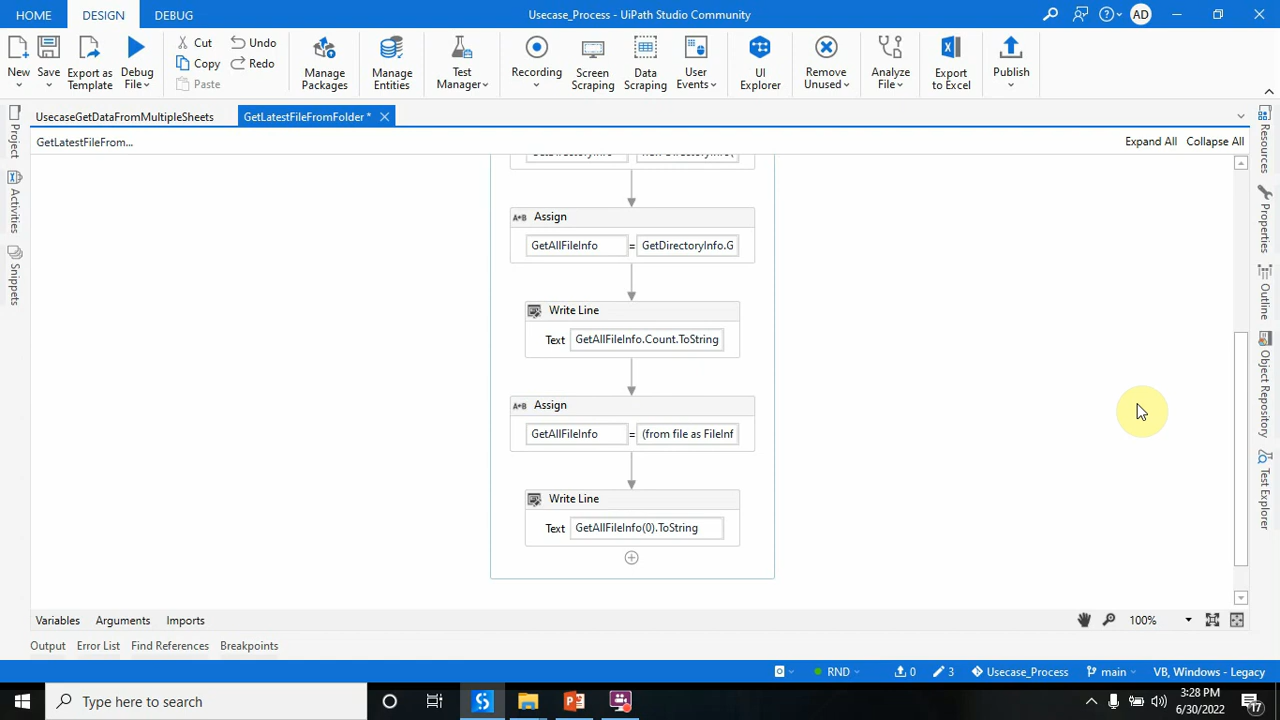 HOME DESIGN DEBUG Usecase_Process - UiPath Studio Community AD
New Save Export as Template Debug File Cut Copy Paste Undo Redo Manage Packages Manage Entities Test Manager Recording Screen Scraping Data Scraping User Events UI Explorer Remove Unused Analyze File Export to Excel Publish
UsecaseGetDataFromMultipleSheets GetLatestFileFromFolder *
GetLatestFileFrom... Expand All Collapse All
Project
Activities
Snippets
Assign
GetAllFileInfo = GetDirectoryInfo.G
Write Line
Text GetAllFileInfo.Count.ToString
Assign
GetAllFileInfo = (from file as FileInf
Write Line
Text GetAllFileInfo(0).ToString
Resources
Properties
Outline
Object Repository
Test Explorer
Variables Arguments Imports 100%
Output Error List Find References Breakpoints
RND 0 3 Usecase_Process main VB, Windows - Legacy
Type here to search
3:28 PM
6/30/2022
17